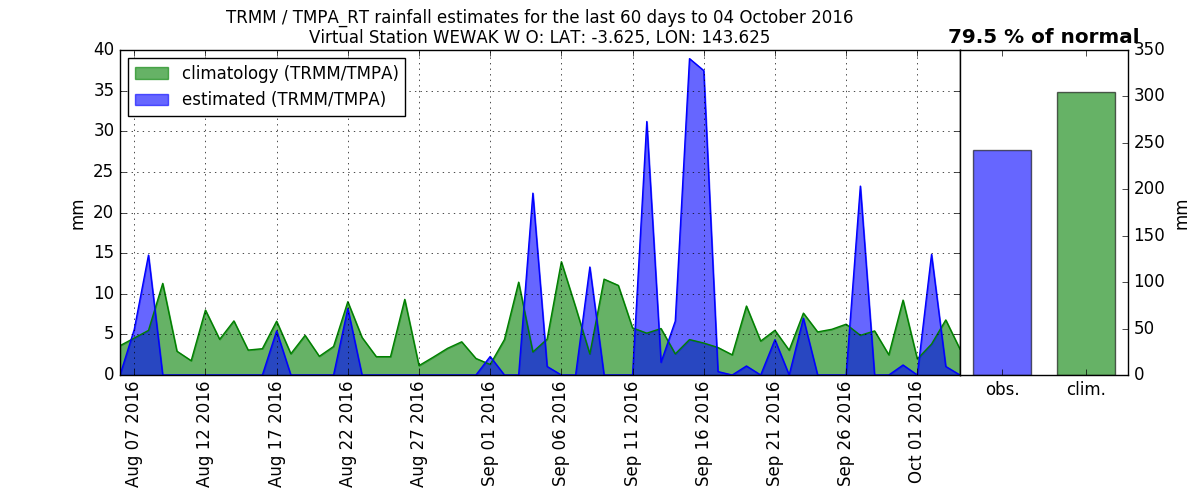 TRMM / TMPA_RT rainfall estimates for the last 60 days to 04 October 2016
Virtual Station WEWAK W O: LAT: -3.625, LON: 143.625
79.5 % of normal
climatology (TRMM/TMPA)
estimated (TRMM/TMPA)
mm
40
35
30
25
20
15
10
5
0
Aug 07 2016
Aug 12 2016
Aug 17 2016
Aug 22 2016
Aug 27 2016
Sep 01 2016
Sep 06 2016
Sep 11 2016
Sep 16 2016
Sep 21 2016
Sep 26 2016
Oct 01 2016
obs.
clim.
350
300
250
200
150
100
50
0
mm